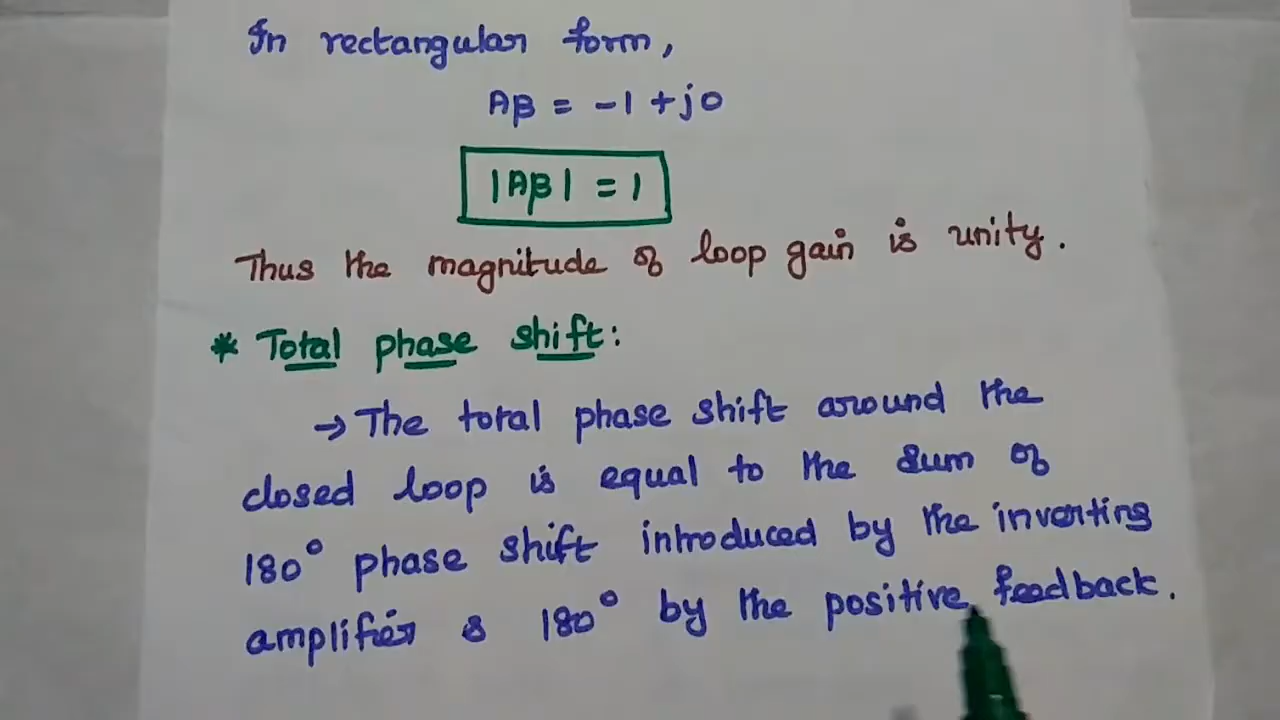 In rectangular form,
Aβ = -1 + j0
|Aβ| = 1
Thus the magnitude of loop gain is unity.
* Total phase shift:
→ The total phase shift around the
closed loop is equal to the sum of
180° phase shift introduced by the inverting
amplifier & 180° by the positive feedback.